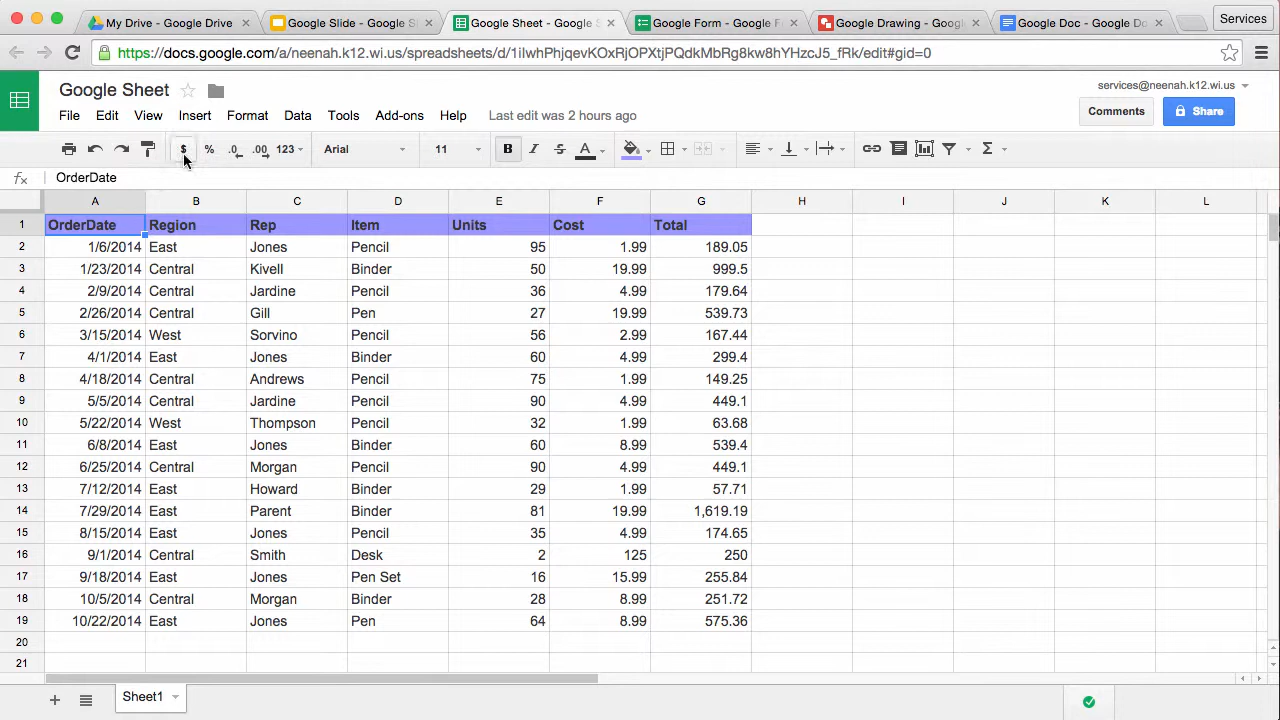 My Drive - Google Drive
Google Slide - Google S
Google Sheet - Google S
Google Form - Google F
Google Drawing - Google
Google Doc - Google Do
Services
https://docs.google.com/a/neenah.k12.wi.us/spreadsheets/d/1iIwhPhjqevKOxRjOPXtjPQdkMbRg8kw8hYHzcJ5_fRk/edit#gid=0
Google Sheet
services@neenah.k12.wi.us
File Edit View Insert Format Data Tools Add-ons Help Last edit was 2 hours ago
Comments Share
$ % .0 .00 123 Arial 11 B I S A Σ
fx OrderDate
A B C D E F G H I J K L
1 OrderDate Region Rep Item Units Cost Total
2 1/6/2014 East Jones Pencil 95 1.99 189.05
3 1/23/2014 Central Kivell Binder 50 19.99 999.5
4 2/9/2014 Central Jardine Pencil 36 4.99 179.64
5 2/26/2014 Central Gill Pen 27 19.99 539.73
6 3/15/2014 West Sorvino Pencil 56 2.99 167.44
7 4/1/2014 East Jones Binder 60 4.99 299.4
8 4/18/2014 Central Andrews Pencil 75 1.99 149.25
9 5/5/2014 Central Jardine Pencil 90 4.99 449.1
10 5/22/2014 West Thompson Pencil 32 1.99 63.68
11 6/8/2014 East Jones Binder 60 8.99 539.4
12 6/25/2014 Central Morgan Pencil 90 4.99 449.1
13 7/12/2014 East Howard Binder 29 1.99 57.71
14 7/29/2014 East Parent Binder 81 19.99 1,619.19
15 8/15/2014 East Jones Pencil 35 4.99 174.65
16 9/1/2014 Central Smith Desk 2 125 250
17 9/18/2014 East Jones Pen Set 16 15.99 255.84
18 10/5/2014 Central Morgan Binder 28 8.99 251.72
19 10/22/2014 East Jones Pen 64 8.99 575.36
20
21
Sheet1